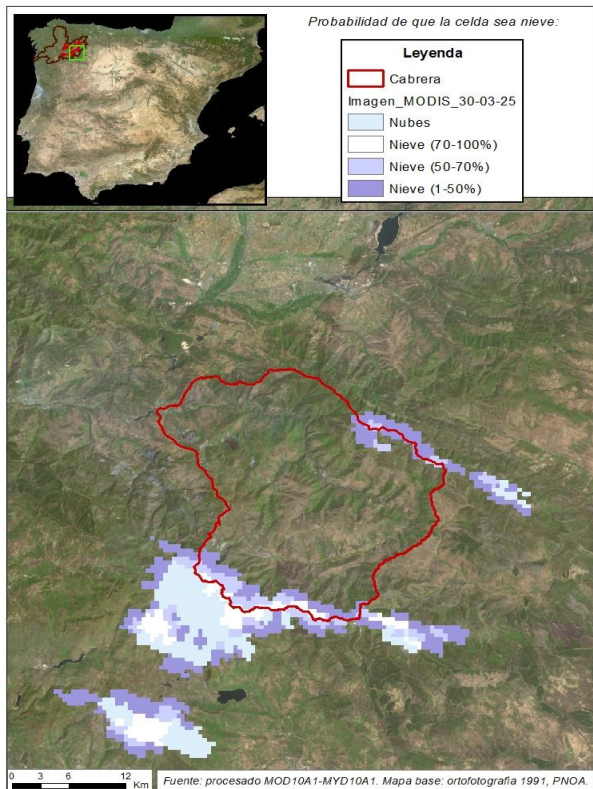 Probabilidad de que la celda sea nieve:
Leyenda
Cabrera
Imagen_MODIS_30-03-25
Nubes
Nieve (70-100%)
Nieve (50-70%)
Nieve (1-50%)
0 3 6 12
Km
Fuente: procesado MOD10A1-MYD10A1. Mapa base: ortofotografia 1991, PNOA.